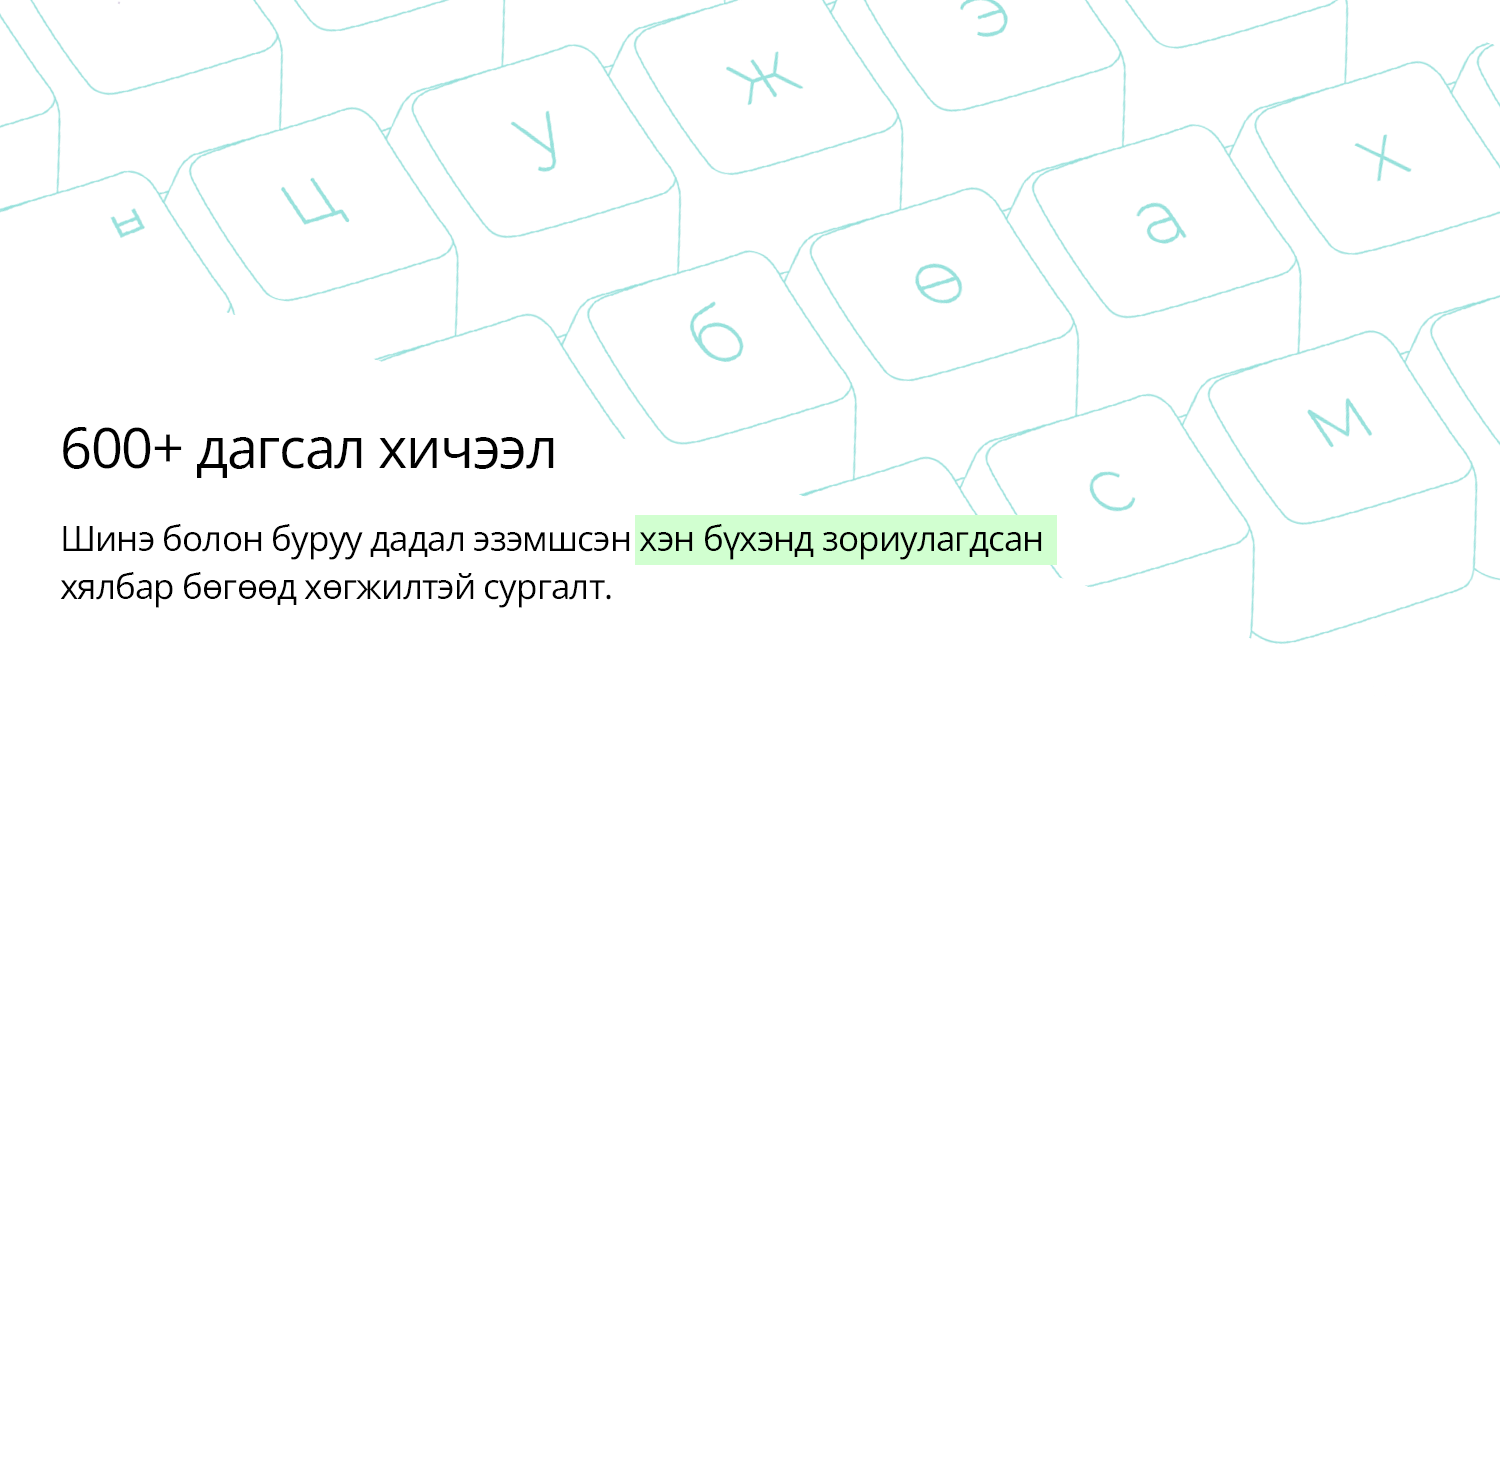 э
ж
у
ц
х
а
ө
б
м
с
600+ дагсал хичээл
Шинэ болон буруу дадал эзэмшсэн хэн бүхэнд зориулагдсан
хялбар бөгөөд хөгжилтэй сургалт.